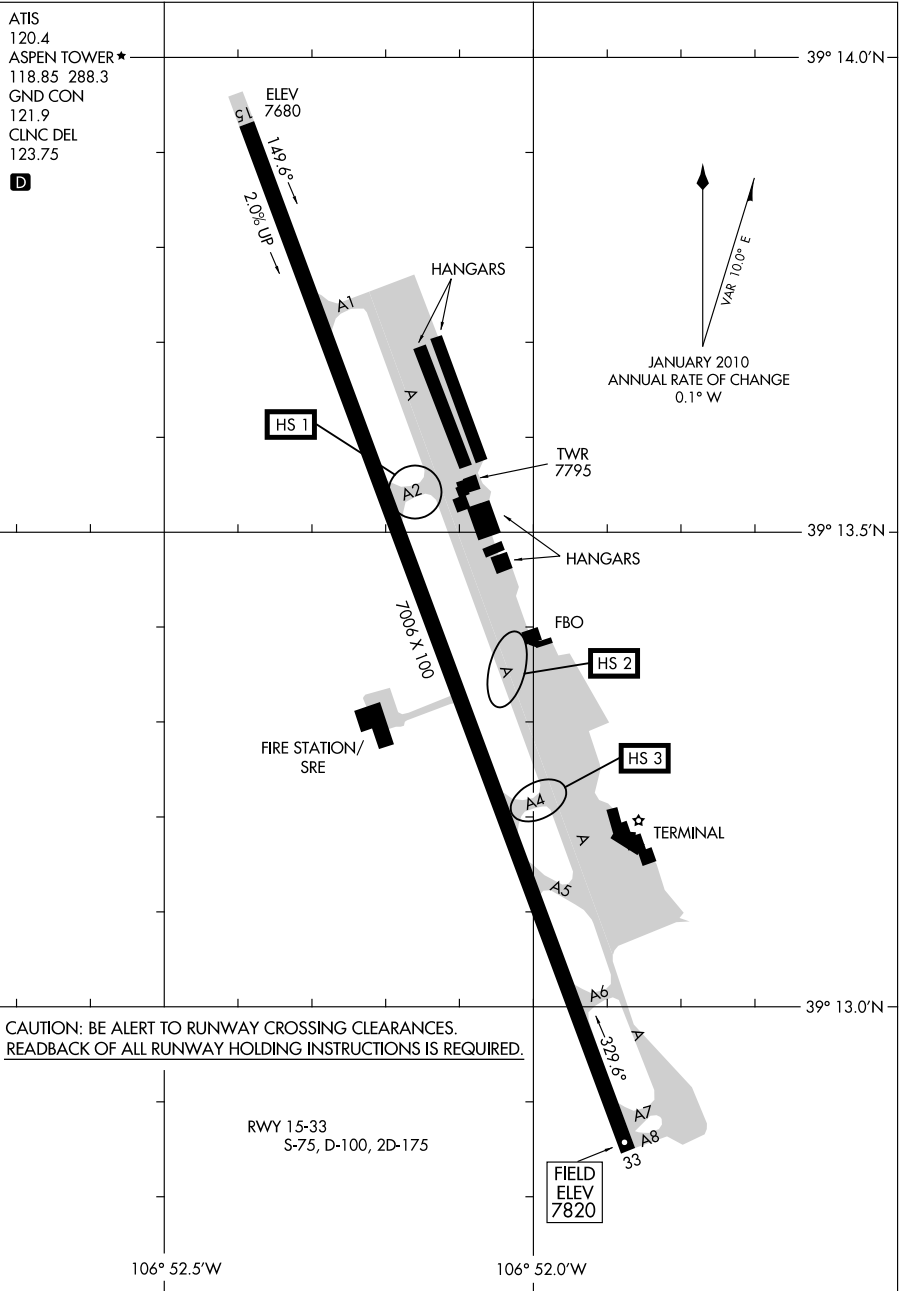 ATIS
120.4
ASPEN TOWER★
118.85 288.3
GND CON
121.9
CLNC DEL
123.75
D
39° 14.0'N
ELEV
7680
15
149.6°
2.0% UP
VAR 10.0° E
JANUARY 2010
ANNUAL RATE OF CHANGE
0.1° W
HANGARS
A1
A
HS 1
A2
TWR
7795
39° 13.5'N
HANGARS
7006 X 100
FBO
HS 2
A
FIRE STATION/
SRE
HS 3
A4
A
TERMINAL
A5
A6
39° 13.0'N
CAUTION: BE ALERT TO RUNWAY CROSSING CLEARANCES.
READBACK OF ALL RUNWAY HOLDING INSTRUCTIONS IS REQUIRED.
329.6°
A
A7
A8
33
RWY 15-33
S-75, D-100, 2D-175
FIELD
ELEV
7820
106° 52.5'W
106° 52.0'W